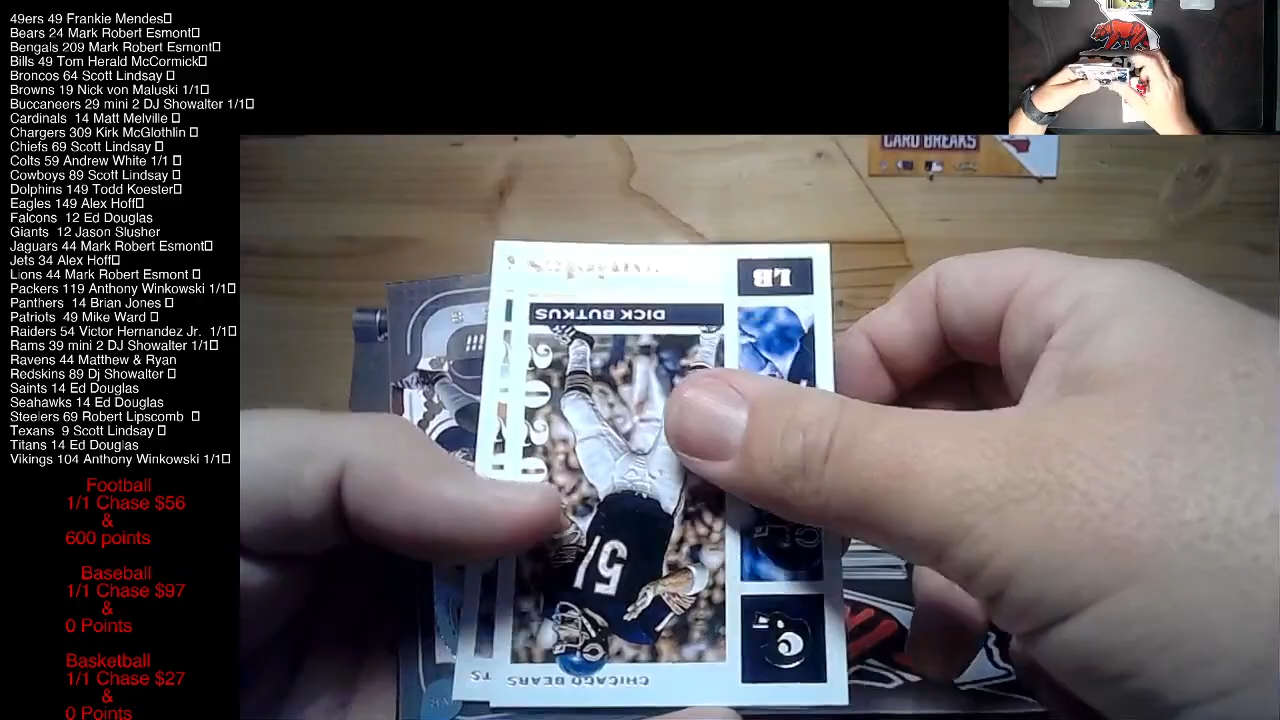 49ers 49 Frankie Mendes
Bears 24 Mark Robert Esmont
Bengals 209 Mark Robert Esmont
Bills 49 Tom Herald McCormick
Broncos 64 Scott Lindsay
Browns 19 Nick von Maluski 1/1
Buccaneers 29 mini 2 DJ Showalter 1/1
Cardinals 14 Matt Melville
Chargers 309 Kirk McGlothlin
Chiefs 69 Scott Lindsay
Colts 59 Andrew White 1/1
Cowboys 89 Scott Lindsay
Dolphins 149 Todd Koester
Eagles 149 Alex Hoff
Falcons 12 Ed Douglas
Giants 12 Jason Slusher
Jaguars 44 Mark Robert Esmont
Jets 34 Alex Hoff
Lions 44 Mark Robert Esmont
Packers 119 Anthony Winkowski 1/1
Panthers 14 Brian Jones
Patriots 49 Mike Ward
Raiders 54 Victor Hernandez Jr. 1/1
Rams 39 mini 2 DJ Showalter 1/1
Ravens 44 Matthew & Ryan
Redskins 89 Dj Showalter
Saints 14 Ed Douglas
Seahawks 14 Ed Douglas
Steelers 69 Robert Lipscomb
Texans 9 Scott Lindsay
Titans 14 Ed Douglas
Vikings 104 Anthony Winkowski 1/1
Football
1/1 Chase $56
&
600 points
Baseball
1/1 Chase $97
&
0 Points
Basketball
1/1 Chase $27
&
0 Points
CARD BREAKS
LB
DICK BUTKUS
2020
51
CHICAGO BEARS
TS